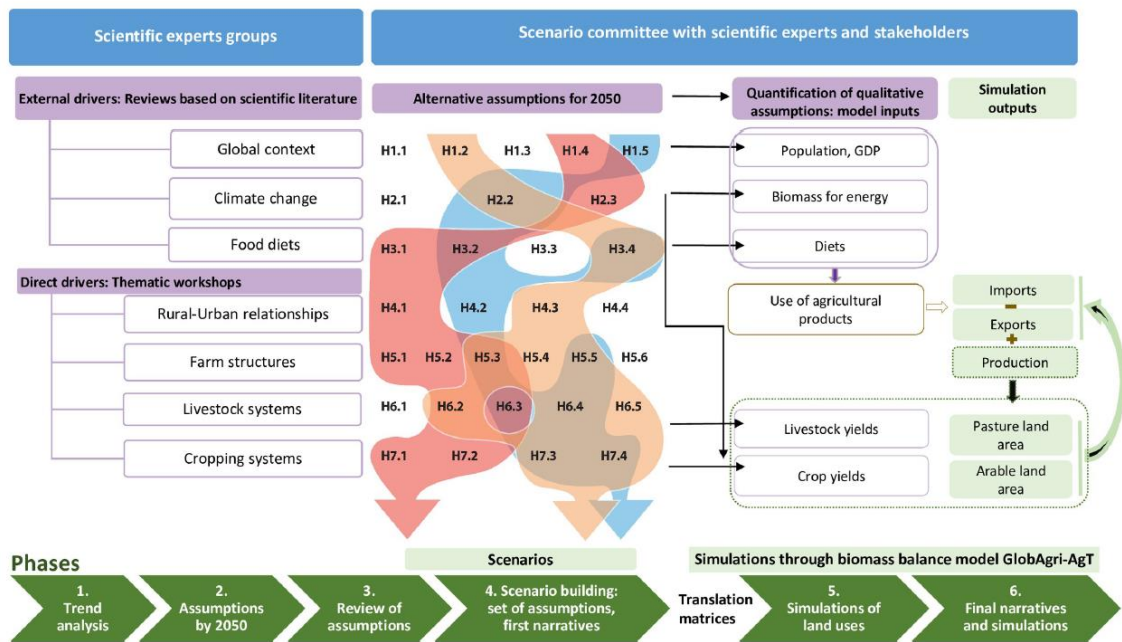 Scientific experts groups
Scenario committee with scientific experts and stakeholders
External drivers: Reviews based on scientific literature
Alternative assumptions for 2050
Quantification of qualitative
assumptions: model inputs
Simulation
outputs
Global context
H1.1 H1.2 H1.3 H1.4 H1.5
Population, GDP
Climate change
H2.1 H2.2 H2.3
Biomass for energy
Food diets
H3.1 H3.2 H3.3 H3.4
Diets
Direct drivers: Thematic workshops
Rural-Urban relationships
H4.1 H4.2 H4.3 H4.4
Use of agricultural
products
Imports
-
Exports
+
Production
Farm structures
H5.1 H5.2 H5.3 H5.4 H5.5 H5.6
Livestock systems
H6.1 H6.2 H6.3 H6.4 H6.5
Livestock yields
Pasture land
area
Cropping systems
H7.1 H7.2 H7.3 H7.4
Crop yields
Arable land
area
Phases
Scenarios
Simulations through biomass balance model GlobAgri-AgT
1.
Trend
analysis
2.
Assumptions
by 2050
3.
Review of
assumptions
4. Scenario building:
set of assumptions,
first narratives
Translation
matrices
5.
Simulations of
land uses
6.
Final narratives
and simulations